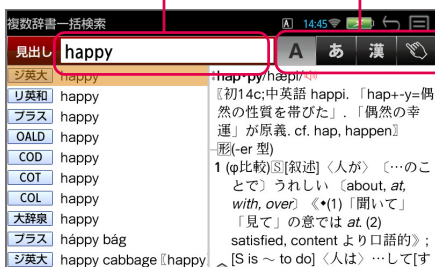 複数辞書一括検索
A 14:45
見出し happy
A あ 漢
ジ英大 happy
リ英和 happy
プラス happy
OALD happy
COD happy
COT happy
COL happy
大辞泉 happy
プラス háppy bág
ジ英大 happy cabbage 〖happy
:hap•py/hǽpi/
〖初14c;中英語 happi. 「hap+-y=偶
然の性質を帯びた」. 「偶然の幸
運」が原義. cf. hap, happen〗
─形(-er 型)
1 (φ比較)S[叙述]〈人が〉〔…のこ
とで〕うれしい 〔about, at,
with, over〕《◆(1)「聞いて」
「見て」の意では at. (2)
satisfied, content より口語的》;
[S is ～ to do]〈人は〉…して[す